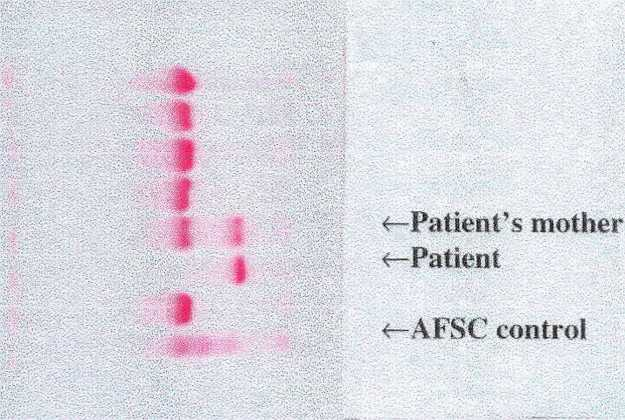 ←Patient's mother
←Patient
←AFSC control